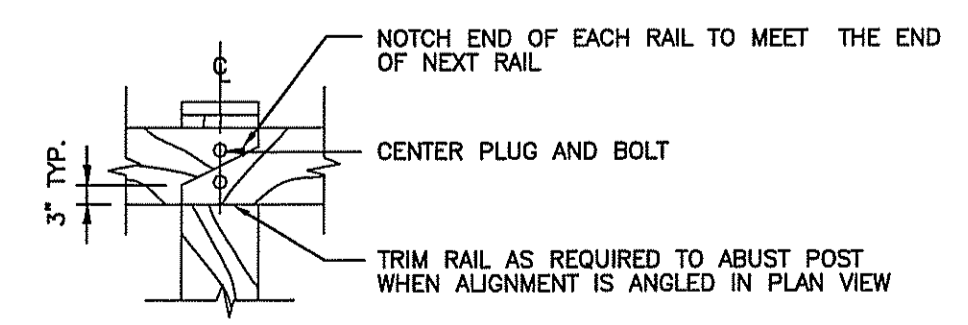 NOTCH END OF EACH RAIL TO MEET THE END
OF NEXT RAIL
℄
CENTER PLUG AND BOLT
3" TYP.
TRIM RAIL AS REQUIRED TO ABUST POST
WHEN ALIGNMENT IS ANGLED IN PLAN VIEW